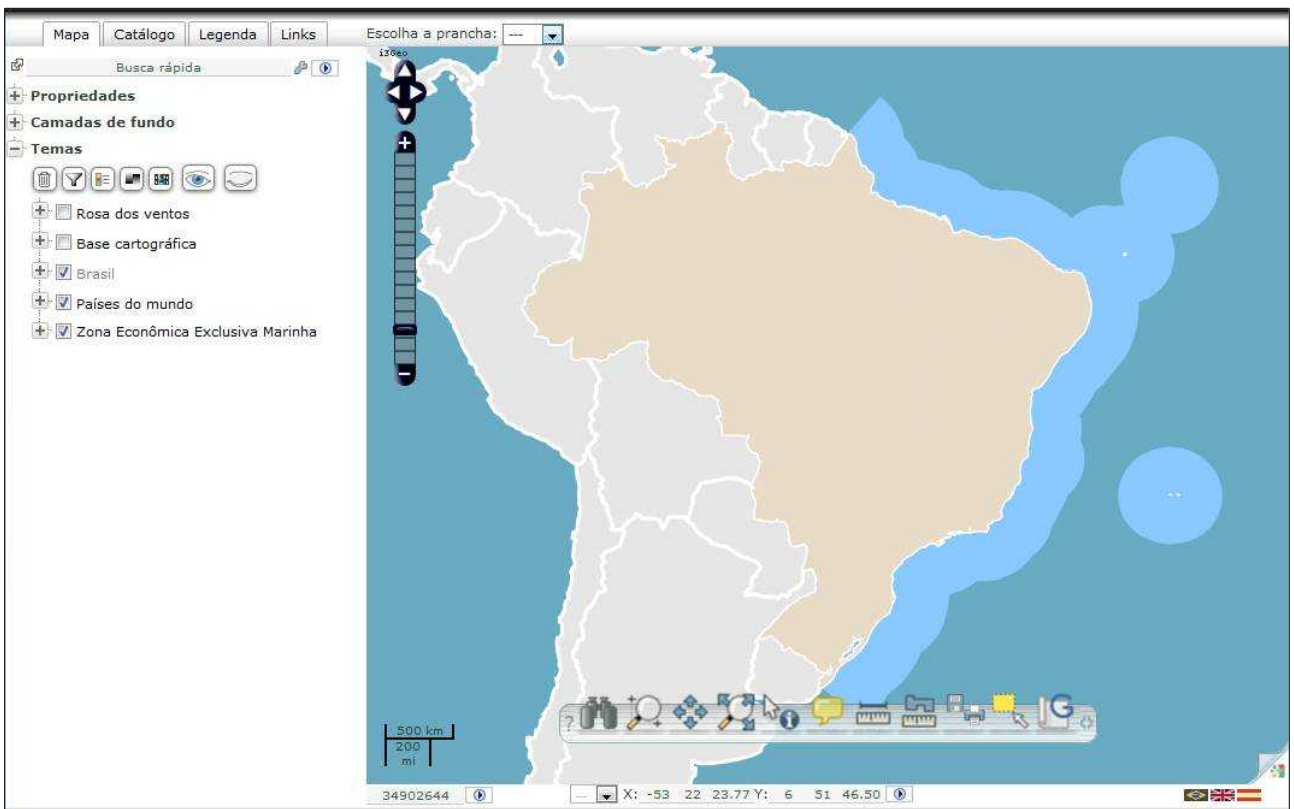 Mapa Catálogo Legenda Links Escolha a prancha: ---
i3Geo
Busca rápida
Propriedades
Camadas de fundo
Temas
Rosa dos ventos
Base cartográfica
Brasil
Países do mundo
Zona Econômica Exclusiva Marinha
? G
500 km
200
mi
34902644 --- X: -53 22 23.77 Y: 6 51 46.50